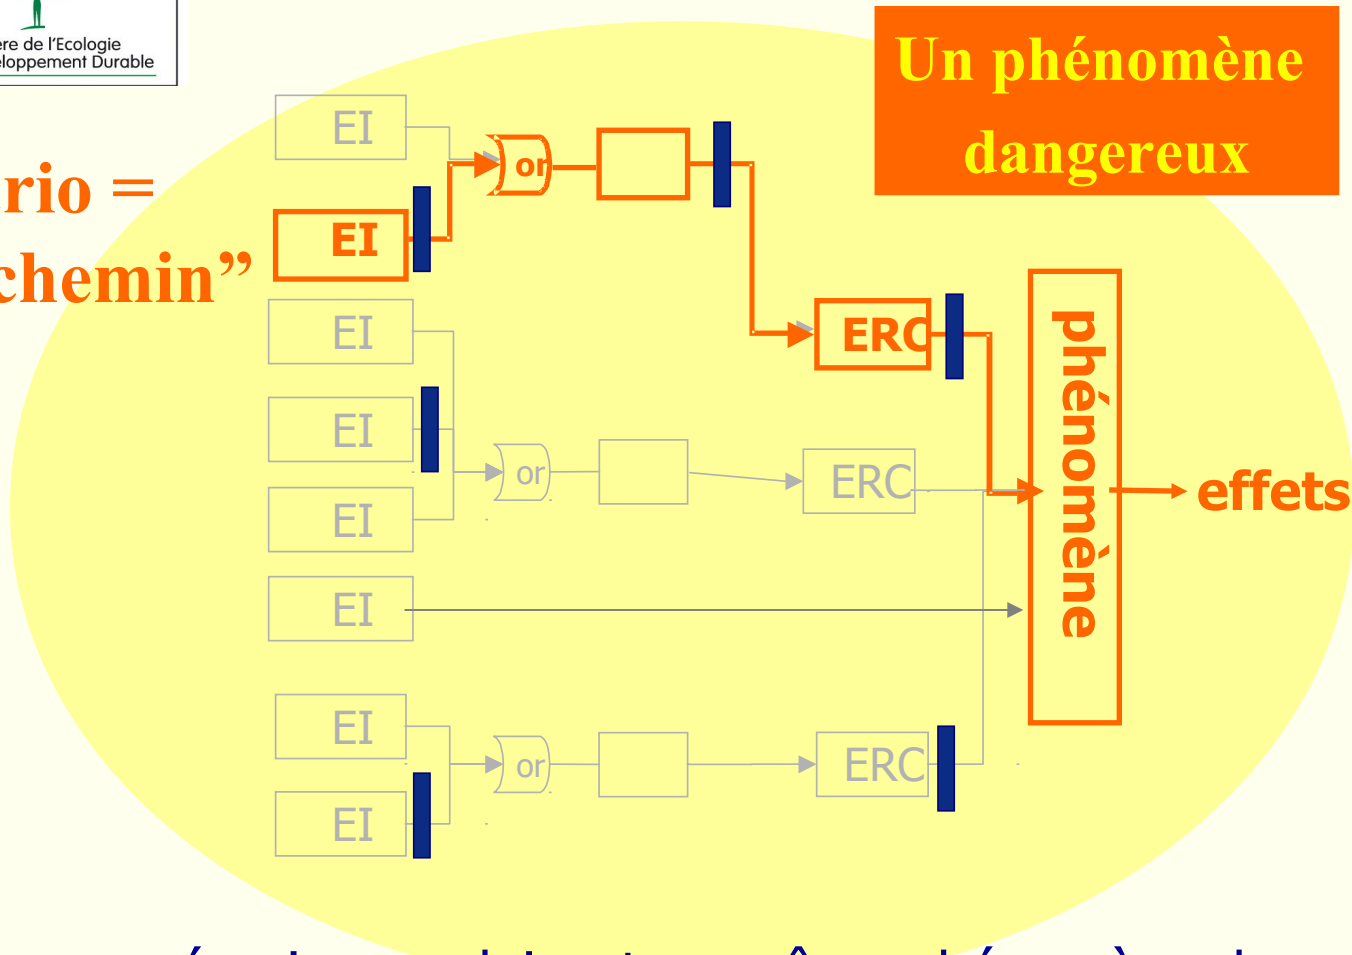 ère de l'Ecologie
eloppement Durable
Un phénomène
dangereux
rio =
chemin”
EI
or
EI
ERC
phénomène
EI
EI
or
ERC
effets
EI
EI
EI
or
ERC
EI